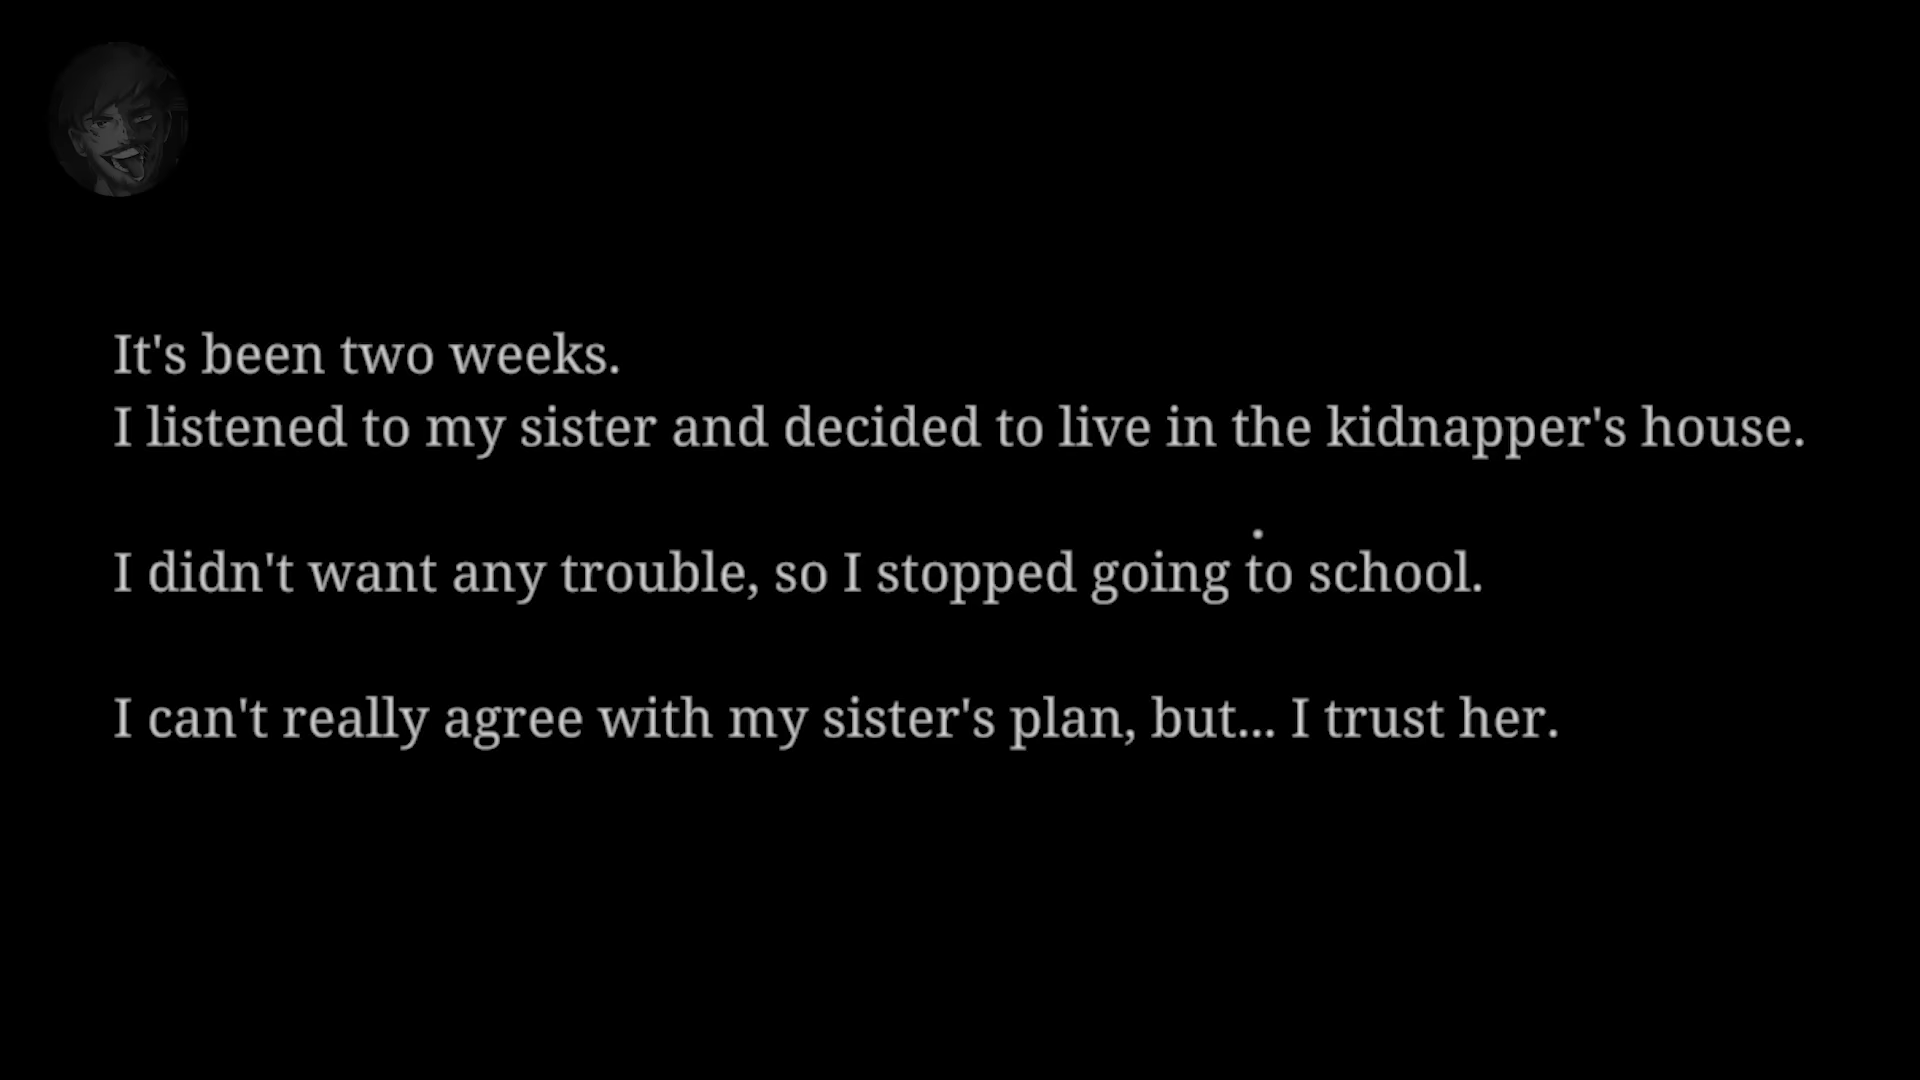 It's been two weeks.
I listened to my sister and decided to live in the kidnapper's house.
I didn't want any trouble, so I stopped going to school.
I can't really agree with my sister's plan, but... I trust her.